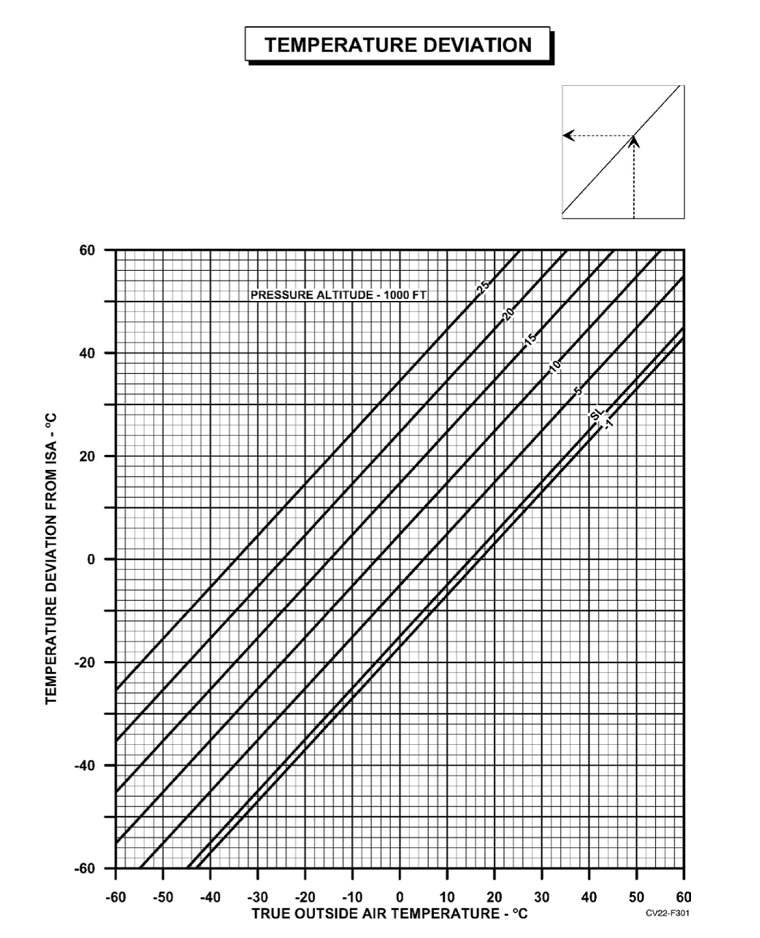 TEMPERATURE DEVIATION
60
PRESSURE ALTITUDE - 1000 FT
25
20
15
10
5
SL
-1
40
20
0
-20
-40
-60
TEMPERATURE DEVIATION FROM ISA - ºC
-60 -50 -40 -30 -20 -10 0 10 20 30 40 50 60
TRUE OUTSIDE AIR TEMPERATURE - ºC
CV22-F301